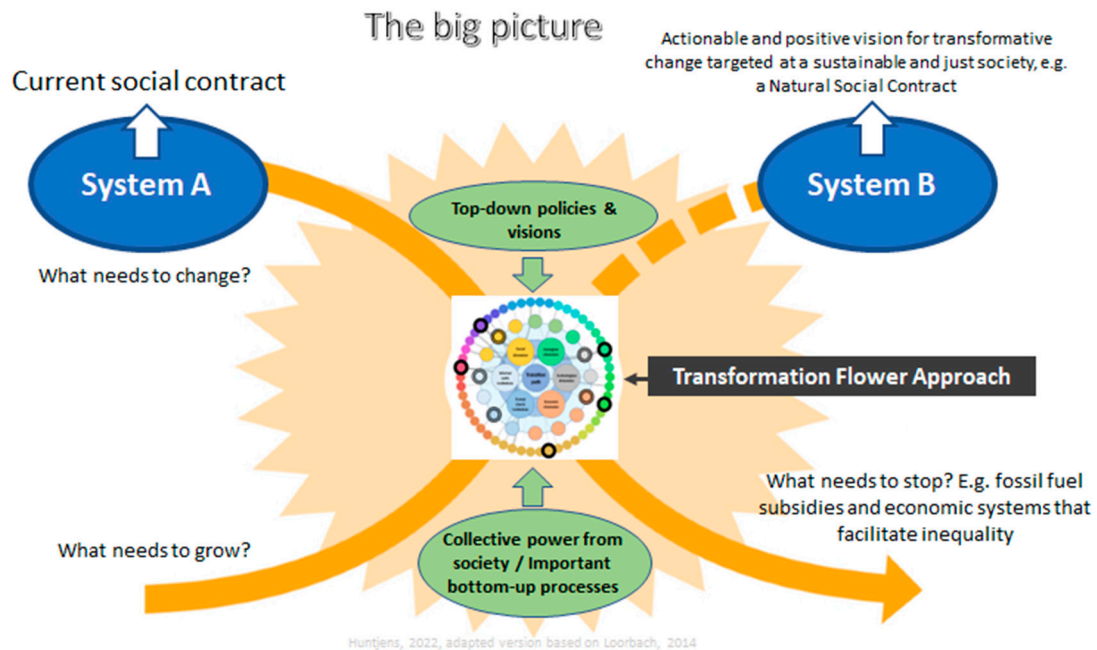 The big picture
Current social contract
System A
What needs to change?
Actionable and positive vision for transformative
change targeted at a sustainable and just society, e.g.
a Natural Social Contract
System B
Top-down policies &
visions
Transformation Flower Approach
What needs to stop? E.g. fossil fuel
subsidies and economic systems that
facilitate inequality
What needs to grow?
Collective power from
society / Important
bottom-up processes
Huntjens, 2022, adapted version based on Loorbach, 2014